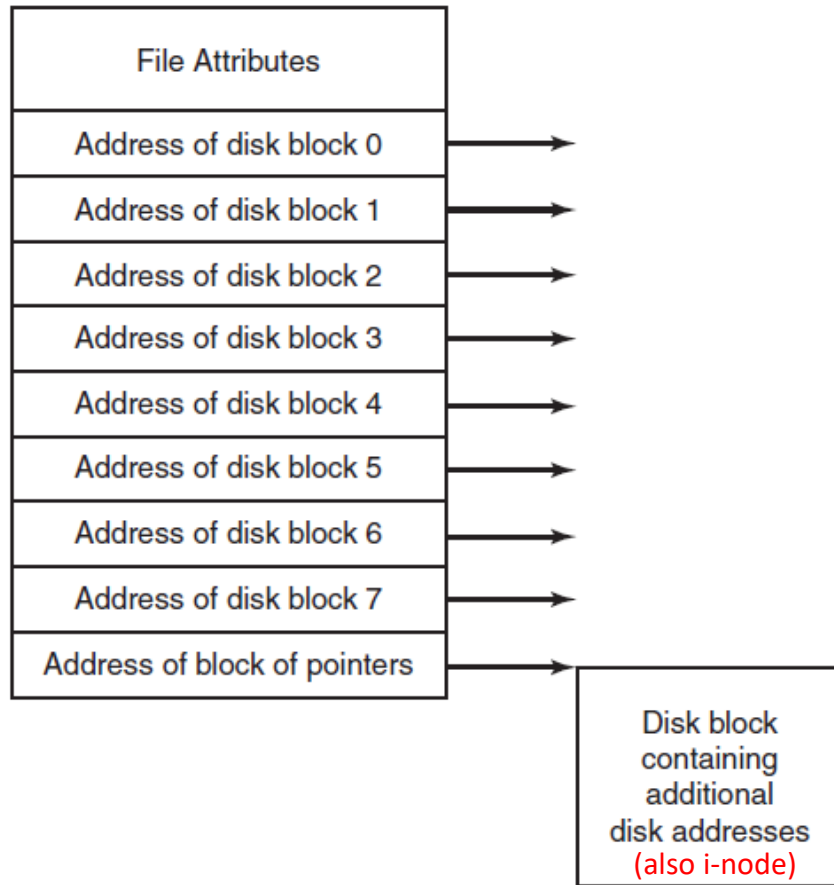 File Attributes
Address of disk block 0
Address of disk block 1
Address of disk block 2
Address of disk block 3
Address of disk block 4
Address of disk block 5
Address of disk block 6
Address of disk block 7
Address of block of pointers
Disk block
containing
additional
disk addresses
(also i-node)